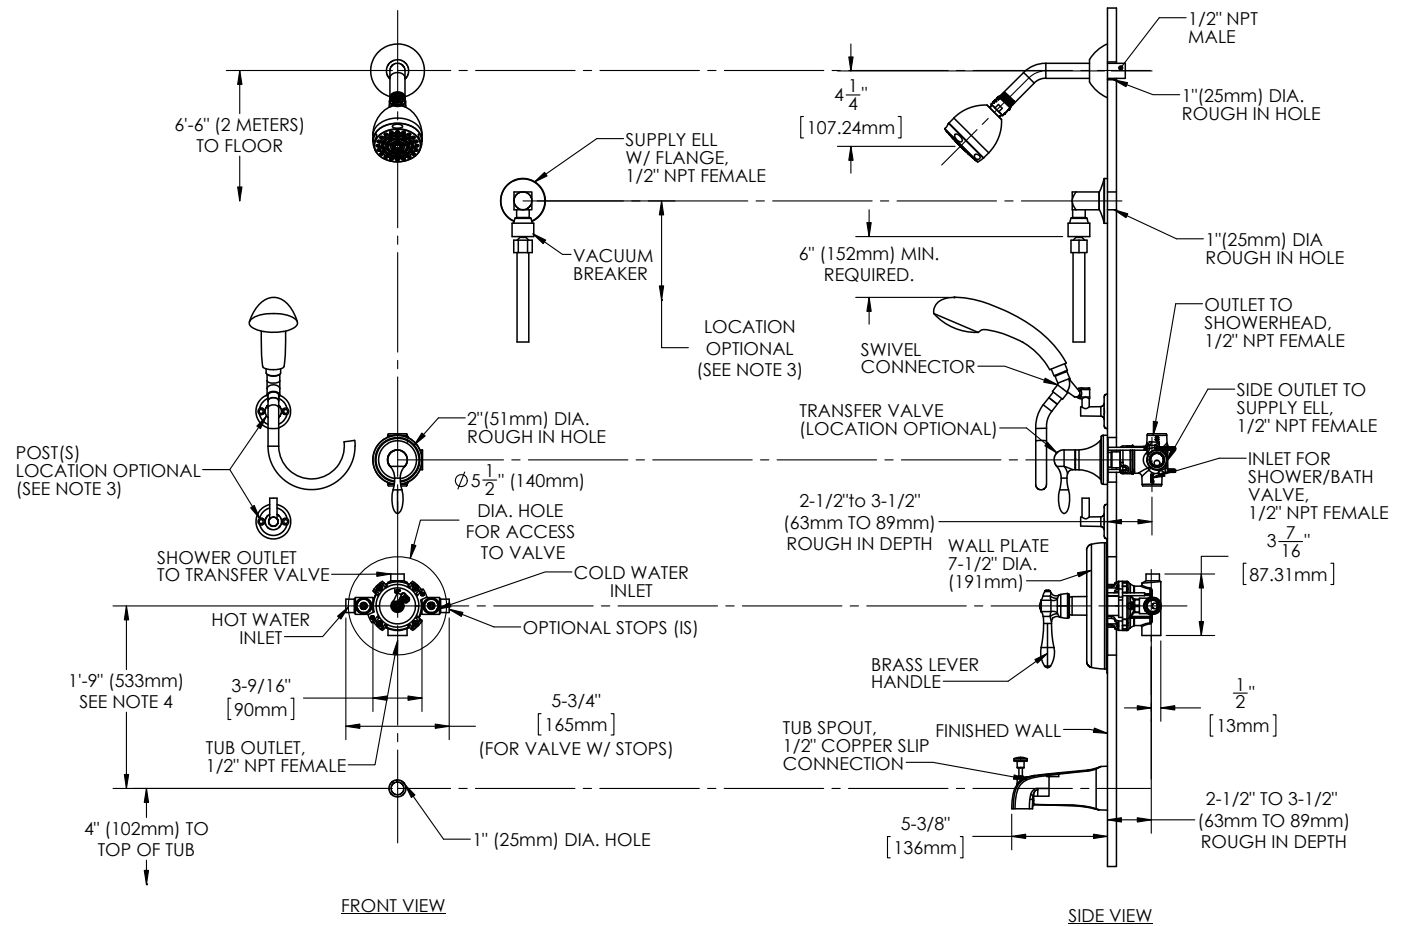 1/2" NPT
MALE
1"(25mm) DIA.
ROUGH IN HOLE
4 1/4"
[107.24mm]
6'-6" (2 METERS)
TO FLOOR
SUPPLY ELL
W/ FLANGE,
1/2" NPT FEMALE
VACUUM
BREAKER
6" (152mm) MIN.
REQUIRED.
1"(25mm) DIA
ROUGH IN HOLE
LOCATION
OPTIONAL
(SEE NOTE 3)
OUTLET TO
SHOWERHEAD,
1/2" NPT FEMALE
SWIVEL
CONNECTOR
SIDE OUTLET TO
SUPPLY ELL,
1/2" NPT FEMALE
2"(51mm) DIA.
ROUGH IN HOLE
TRANSFER VALVE
(LOCATION OPTIONAL)
POST(S)
LOCATION OPTIONAL
(SEE NOTE 3)
INLET FOR
SHOWER/BATH
VALVE,
1/2" NPT FEMALE
Ø5 1/2" (140mm)
DIA. HOLE
FOR ACCESS
TO VALVE
2-1/2"to 3-1/2"
(63mm TO 89mm)
ROUGH IN DEPTH
WALL PLATE
7-1/2" DIA.
(191mm)
3 7/16"
[87.31mm]
SHOWER OUTLET
TO TRANSFER VALVE
COLD WATER
INLET
HOT WATER
INLET
OPTIONAL STOPS (IS)
1'-9" (533mm)
SEE NOTE 4
3-9/16"
[90mm]
5-3/4"
[165mm]
(FOR VALVE W/ STOPS)
BRASS LEVER
HANDLE
1/2"
[13mm]
TUB OUTLET,
1/2" NPT FEMALE
TUB SPOUT,
1/2" COPPER SLIP
CONNECTION
FINISHED WALL
4" (102mm) TO
TOP OF TUB
1" (25mm) DIA. HOLE
5-3/8"
[136mm]
2-1/2" TO 3-1/2"
(63mm TO 89mm)
ROUGH IN DEPTH
FRONT VIEW
SIDE VIEW